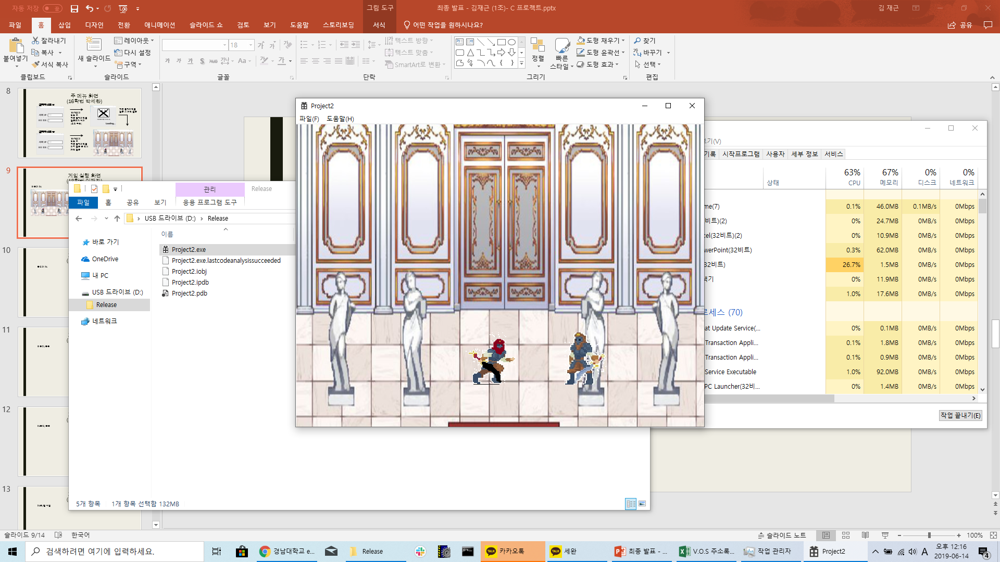 자동 저장 끔
그림 도구
최종 발표 - 김재근 (1조)- C 프로젝트.pptx
김 재근
파일 홈 삽입 디자인 전환 애니메이션 슬라이드 쇼 검토 보기 도움말 스토리보딩 서식 어떤 작업을 원하시나요? 공유
붙여넣기 잘라내기 복사 서식 복사
새 슬라이드 레이아웃 다시 설정 구역
18
가 가 가 S abc 간 Aa 가
텍스트 방향 텍스트 맞춤 SmartArt로 변환
정렬 빠른 스타일 도형 채우기 도형 윤곽선 도형 효과
찾기 바꾸기 선택
클립보드 슬라이드 글꼴 단락 그리기 편집
8
주 메뉴 화면
(16학번 박세완)
Loading...
9
게임 실행 화면
10
11
12
13
관리 Release
파일 홈 공유 보기 응용 프로그램 도구
USB 드라이브 (D:) › Release
이름
바로 가기
OneDrive
내 PC
USB 드라이브 (D:)
Release
네트워크
Project2.exe
Project2.exe.lastcodeanalysissucceeded
Project2.iobj
Project2.ipdb
Project2.pdb
5개 항목 1개 항목 선택함 132MB
Project2
파일(F) 도움말(H)
보기(V)
기록 시작프로그램 사용자 세부 정보 서비스
63% 67% 0% 0%
상태 CPU 메모리 디스크 네트워크
me(7) 0.1% 46.0MB 0.1MB/s 0Mbps
비트)(2) 0% 24.7MB 0MB/s 0Mbps
cel(32비트)(2) 0% 10.9MB 0MB/s 0Mbps
werPoint(32비트) 0.3% 62.0MB 0MB/s 0Mbps
32비트) 26.7% 1.5MB 0MB/s 0Mbps
색기 0% 11.9MB 0MB/s 0Mbps
1.0% 17.6MB 0MB/s 0Mbps
로세스 (70)
at Update Service(... 0% 0.1MB 0MB/s 0Mbps
Transaction Appli... 0.1% 1.8MB 0MB/s 0Mbps
Transaction Appli... 0.1% 0.9MB 0MB/s 0Mbps
Service Executable 1.0% 92.0MB 0MB/s 0Mbps
PC Launcher(32비... 0% 1.4MB 0MB/s 0Mbps
작업 끝내기(E)
슬라이드 9/14 한국어 슬라이드 노트 100%
검색하려면 여기에 입력하세요.
경남대학교 e... Release 카카오톡 세완 최종 발표 - ... V.O.S 주소록... 작업 관리자 Project2
A 오후 12:16
2019-06-14
4